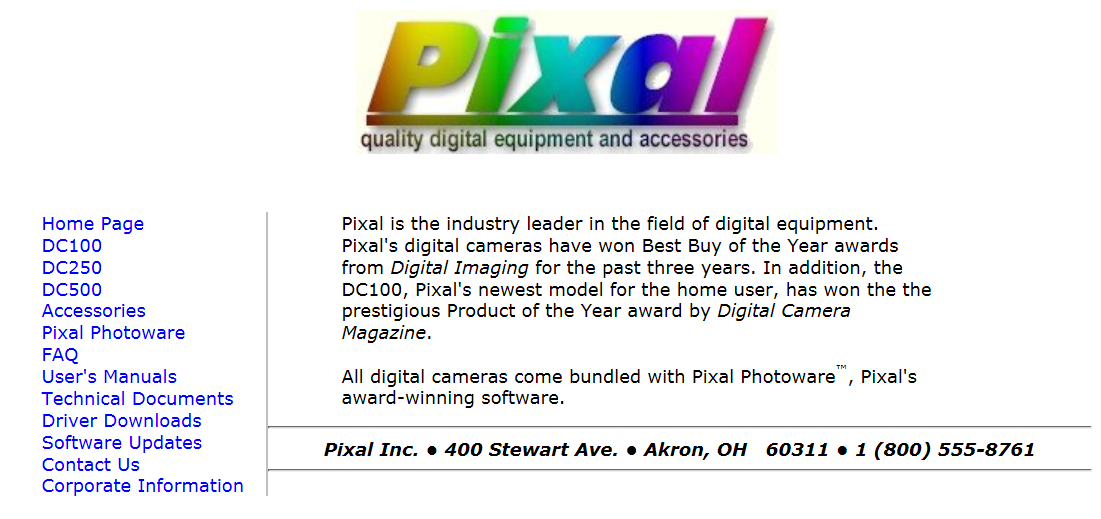 Pixal
quality digital equipment and accessories
Home Page
DC100
DC250
DC500
Accessories
Pixal Photoware
FAQ
User's Manuals
Technical Documents
Driver Downloads
Software Updates
Contact Us
Corporate Information
Pixal is the industry leader in the field of digital equipment.
Pixal's digital cameras have won Best Buy of the Year awards
from Digital Imaging for the past three years. In addition, the
DC100, Pixal's newest model for the home user, has won the the
prestigious Product of the Year award by Digital Camera
Magazine.
All digital cameras come bundled with Pixal Photoware™, Pixal's
award-winning software.
Pixal Inc. ● 400 Stewart Ave. ● Akron, OH 60311 ● 1 (800) 555-8761